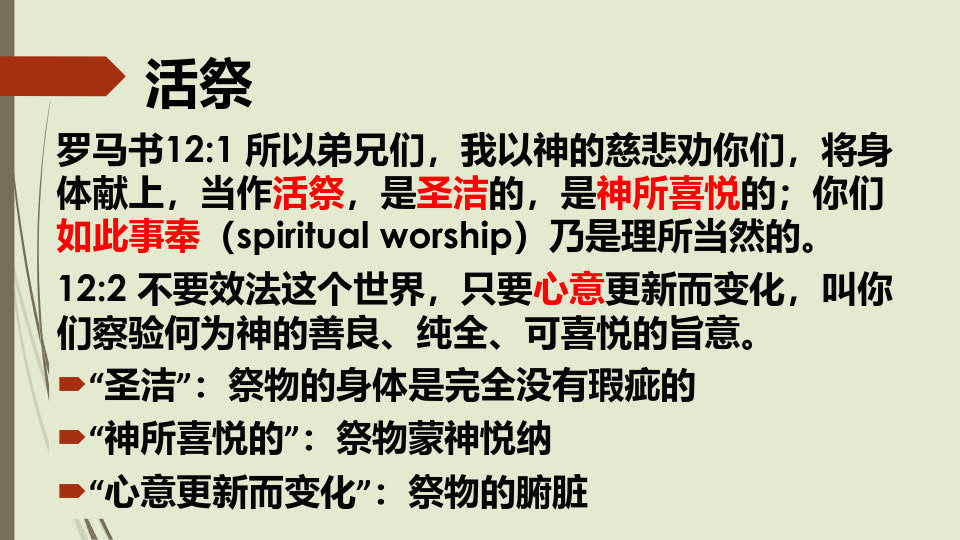 活祭
罗马书12:1 所以弟兄们，我以神的慈悲劝你们，将身
体献上，当作活祭，是圣洁的，是神所喜悦的；你们
如此事奉（spiritual worship）乃是理所当然的。
12:2 不要效法这个世界，只要心意更新而变化，叫你
们察验何为神的善良、纯全、可喜悦的旨意。
“圣洁”：祭物的身体是完全没有瑕疵的
“神所喜悦的”：祭物蒙神悦纳
“心意更新而变化”：祭物的腑脏